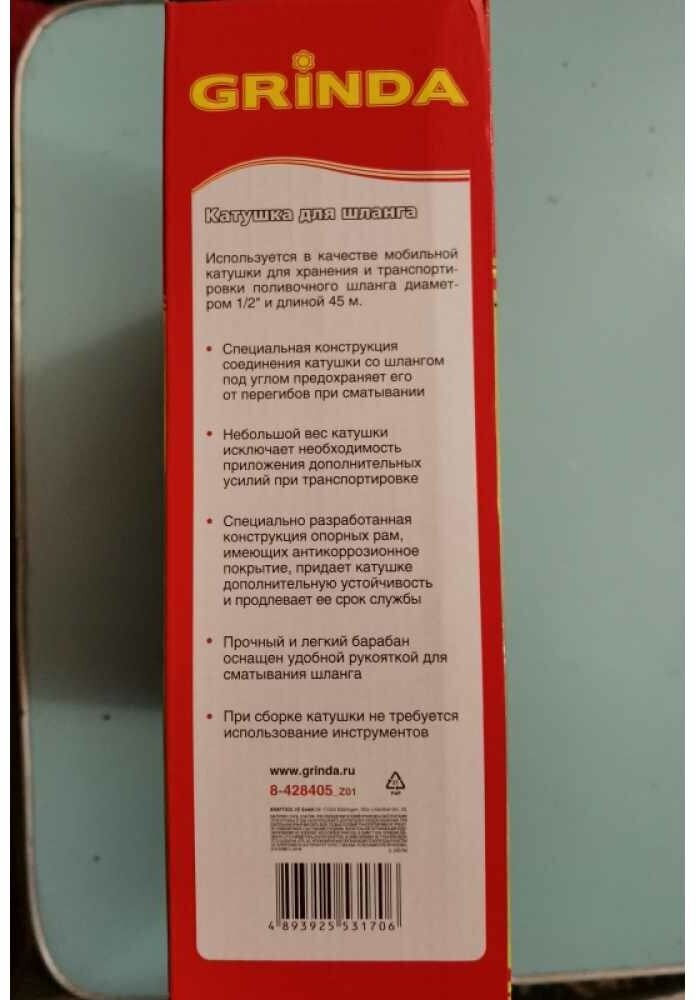 GRINDA
Катушка для шланга
Используется в качестве мобильной
катушки для хранения и транспорти-
ровки поливочного шланга диамет-
ром 1/2" и длиной 45 м.
• Специальная конструкция
соединения катушки со шлангом
под углом предохраняет его
от перегибов при сматывании
• Небольшой вес катушки
исключает необходимость
приложения дополнительных
усилий при транспортировке
• Специально разработанная
конструкция опорных рам,
имеющих антикоррозионное
покрытие, придает катушке
дополнительную устойчивость
и продлевает ее срок службы
• Прочный и легкий барабан
оснащен удобной рукояткой для
сматывания шланга
• При сборке катушки не требуется
использование инструментов
www.grinda.ru
8-428405_Z01
PAP
4 893925 531706